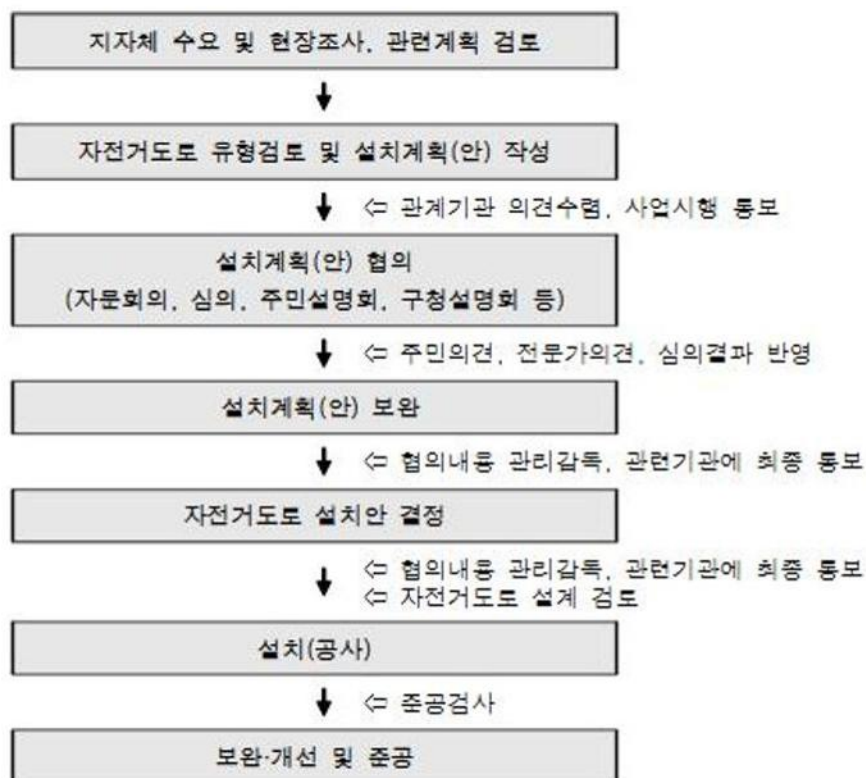 지자체 수요 및 현장조사, 관련계획 검토
자전거도로 유형검토 및 설치계획(안) 작성
⇦ 관계기관 의견수렴, 사업시행 통보
설치계획(안) 협의
(자문회의, 심의, 주민설명회, 구청설명회 등)
⇦ 주민의견, 전문가의견, 심의결과 반영
설치계획(안) 보완
⇦ 협의내용 관리감독, 관련기관에 최종 통보
자전거도로 설치안 결정
⇦ 협의내용 관리감독, 관련기관에 최종 통보
⇦ 자전거도로 설계 검토
설치(공사)
⇦ 준공검사
보완·개선 및 준공